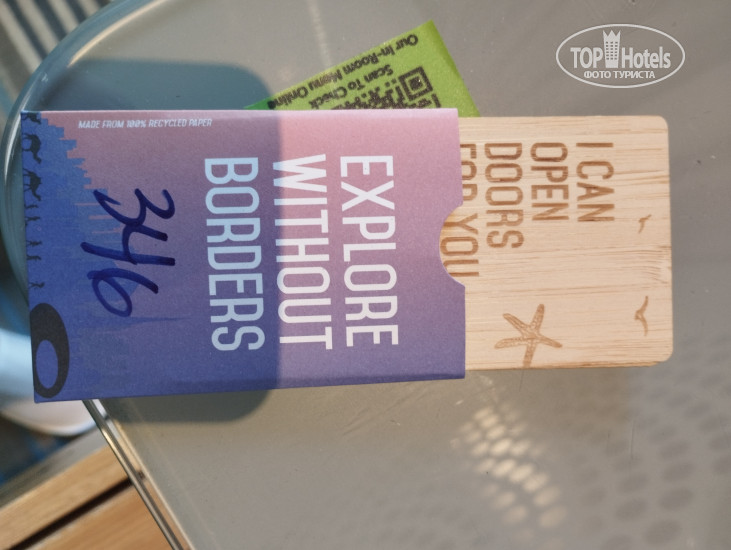 TOP Hotels
ФОТО ТУРИСТА
Our In-Room Menu Online
Scan To Check
MADE FROM 100% RECYCLED PAPER
EXPLORE
WITHOUT
BORDERS
346
I CAN
OPEN
DOORS
FOR YOU